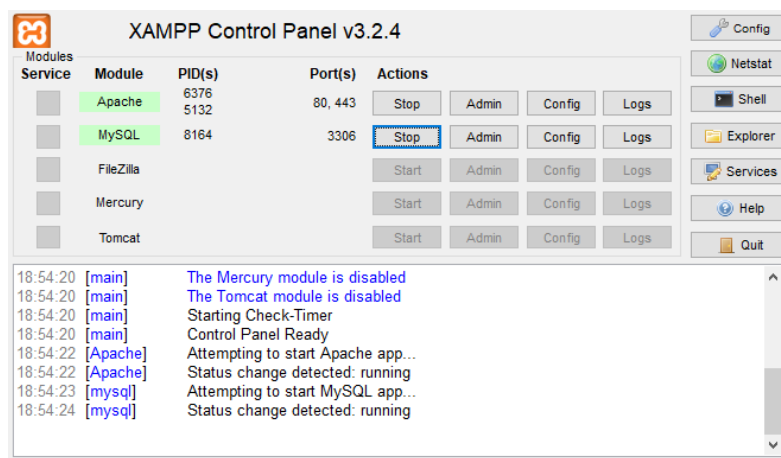 XAMPP Control Panel v3.2.4
Modules
Service Module PID(s) Port(s) Actions
Apache 6376 5132 80, 443 Stop Admin Config Logs
MySQL 8164 3306 Stop Admin Config Logs
FileZilla Start Admin Config Logs
Mercury Start Admin Config Logs
Tomcat Start Admin Config Logs
Config
Netstat
Shell
Explorer
Services
Help
Quit
18:54:20 [main] The Mercury module is disabled
18:54:20 [main] The Tomcat module is disabled
18:54:20 [main] Starting Check-Timer
18:54:20 [main] Control Panel Ready
18:54:22 [Apache] Attempting to start Apache app...
18:54:22 [Apache] Status change detected: running
18:54:23 [mysql] Attempting to start MySQL app...
18:54:24 [mysql] Status change detected: running